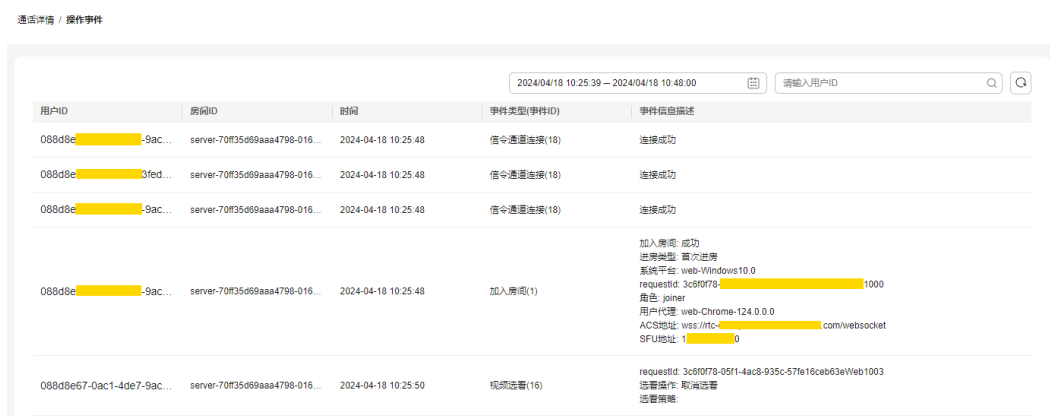 通话详情 / 操作事件
2024/04/18 10:25:39 – 2024/04/18 10:48:00
请输入用户ID
用户ID 房间ID 时间 事件类型(事件ID) 事件信息描述
088d8e -9ac... server-70ff35d69aaa4798-016... 2024-04-18 10:25:48 信令通道连接(18) 连接成功
088d8e 3fed... server-70ff35d69aaa4798-016... 2024-04-18 10:25:48 信令通道连接(18) 连接成功
088d8e -9ac... server-70ff35d69aaa4798-016... 2024-04-18 10:25:48 信令通道连接(18) 连接成功
088d8e -9ac... server-70ff35d69aaa4798-016... 2024-04-18 10:25:48 加入房间(1)
加入房间: 成功
进房类型: 首次进房
系统平台: web-Windows10.0
requestId: 3c6f0f78- 1000
角色: joiner
用户代理: web-Chrome-124.0.0.0
ACS地址: wss://rtc- .com/websocket
SFU地址: 1 0
088d8e67-0ac1-4de7-9ac... server-70ff35d69aaa4798-016... 2024-04-18 10:25:50 视频选看(16)
requestId: 3c6f0f78-05f1-4ac8-935c-57fe16ceb63eWeb1003
选看操作: 取消选看
选看策略: